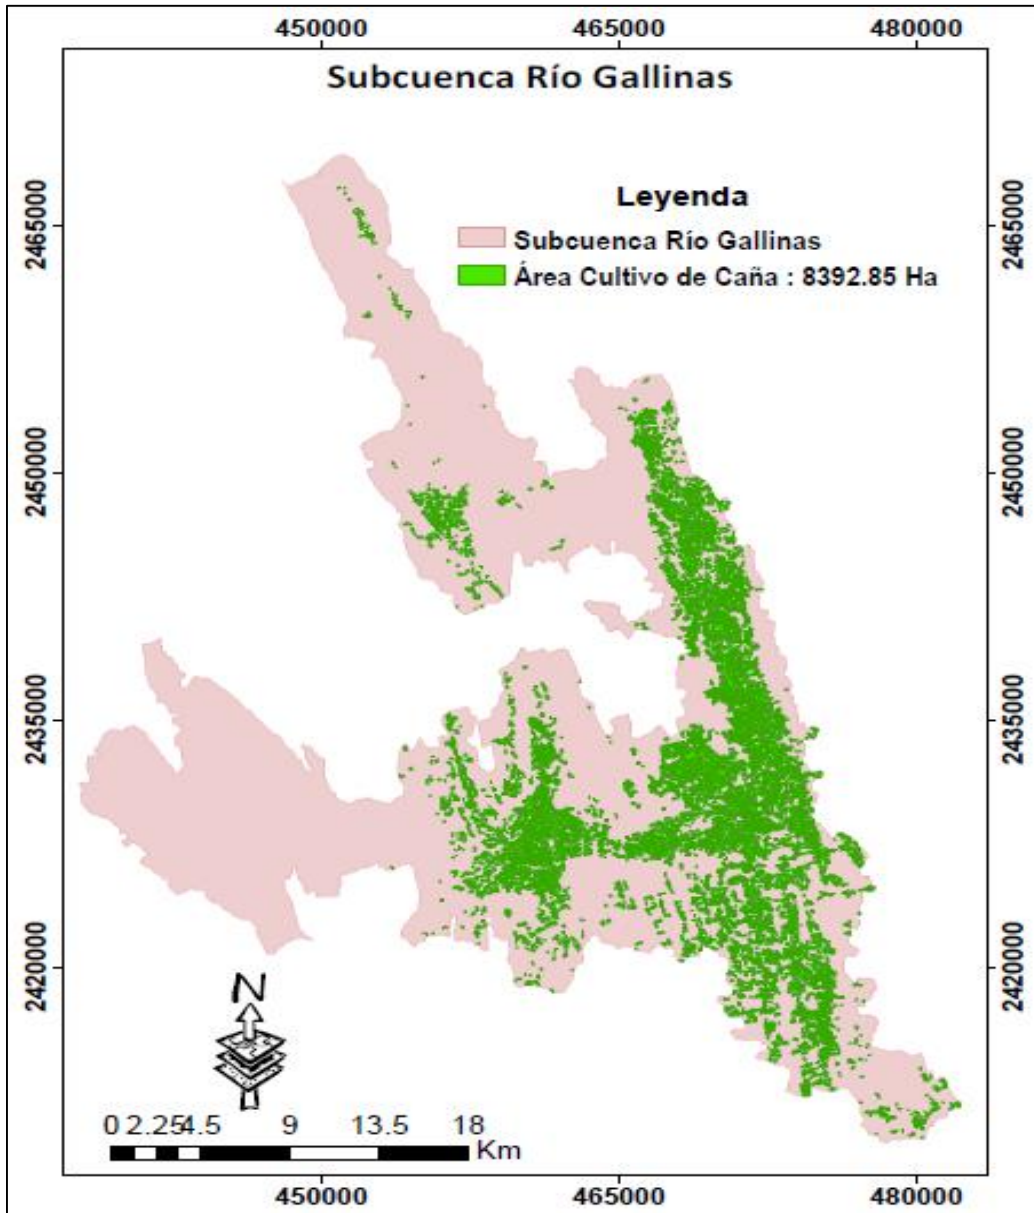 450000 465000 480000
Subcuenca Río Gallinas
Leyenda
Subcuenca Río Gallinas
Área Cultivo de Caña : 8392.85 Ha
2465000 2465000
2450000 2450000
2435000 2435000
2420000 2420000
N
0 2.25 4.5 9 13.5 18
Km
450000 465000 480000